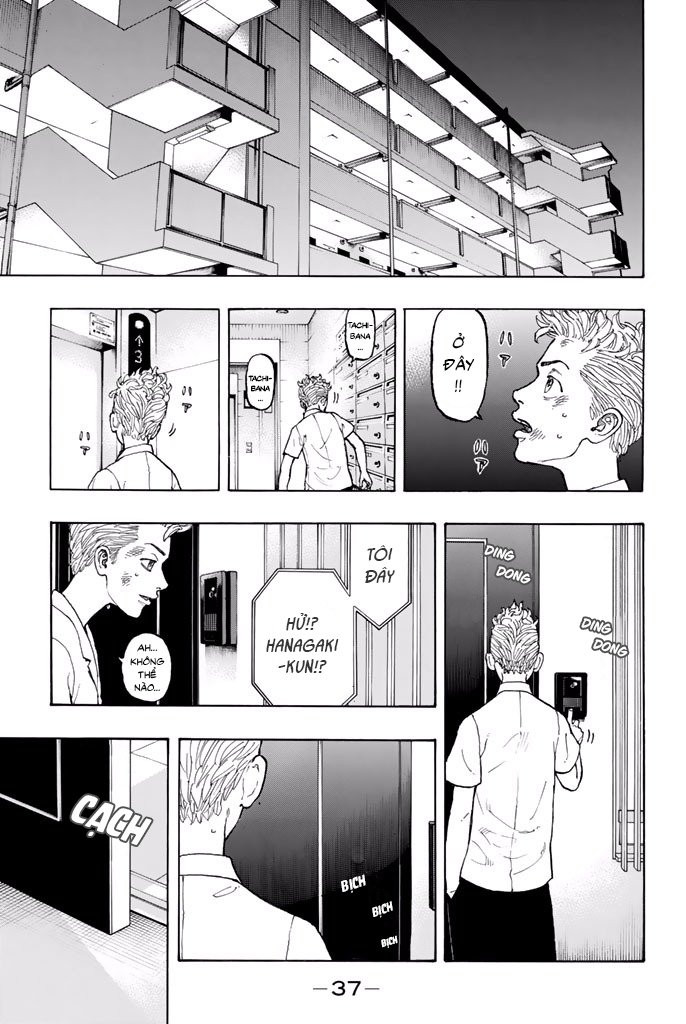 Ở
ĐÂY
!!
TACHI-
BANA
...
TACHI-
BANA
...
↑
3
DING
DONG
DING
DONG
TÔI
ĐÂY
HỬ!?
HANAGAKI
-KUN!?
AH...
KHÔNG
THỂ
NÀO...
BỊCH
BỊCH
BỊCH
CẠCH
-37-